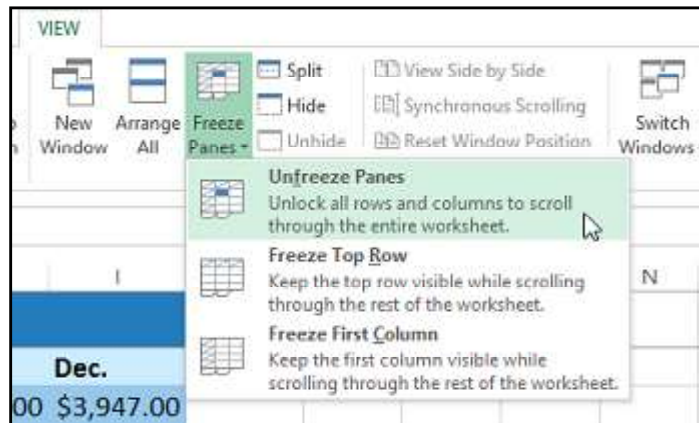 VIEW
New Window
Arrange All
Freeze Panes
Split
Hide
Unhide
View Side by Side
Synchronous Scrolling
Reset Window Position
Switch Windows
Unfreeze Panes
Unlock all rows and columns to scroll
through the entire worksheet.
Freeze Top Row
Keep the top row visible while scrolling
through the rest of the worksheet.
Freeze First Column
Keep the first column visible while
scrolling through the rest of the worksheet.
I
N
Dec.
00 $3,947.00